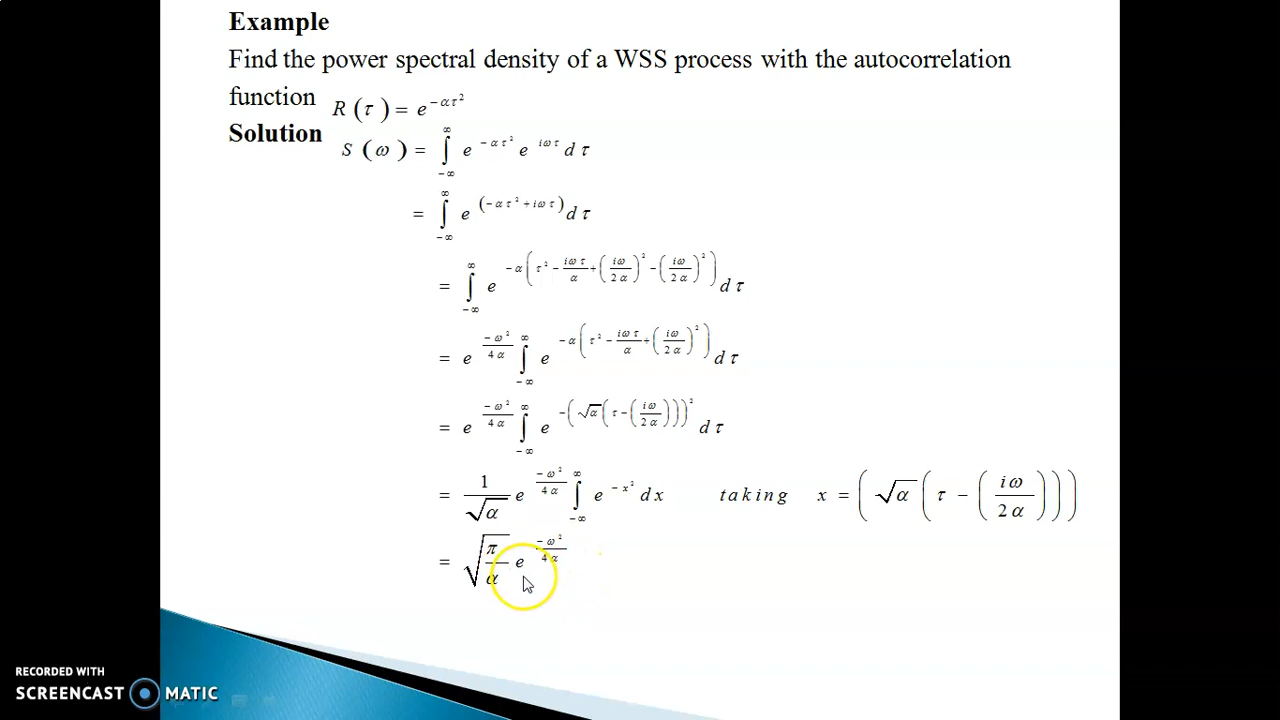 Example
Find the power spectral density of a WSS process with the autocorrelation
function R(τ) = e^{-ατ²}
Solution
S(ω) = ∫_{-∞}^{∞} e^{-ατ²} e^{iωτ} dτ
= ∫_{-∞}^{∞} e^{(-ατ² + iωτ)} dτ
= ∫_{-∞}^{∞} e^{-α(τ² - iωτ/α + (iω/2α)² - (iω/2α)²)} dτ
= e^{-ω²/4α} ∫_{-∞}^{∞} e^{-α(τ² - iωτ/α + (iω/2α)²)} dτ
= e^{-ω²/4α} ∫_{-∞}^{∞} e^{-(√α(τ - (iω/2α)))²} dτ
= 1/√α e^{-ω²/4α} ∫_{-∞}^{∞} e^{-x²} dx taking x = (√α(τ - (iω/2α)))
= √(π/α) e^{-ω²/4α}
RECORDED WITH
SCREENCAST MATIC